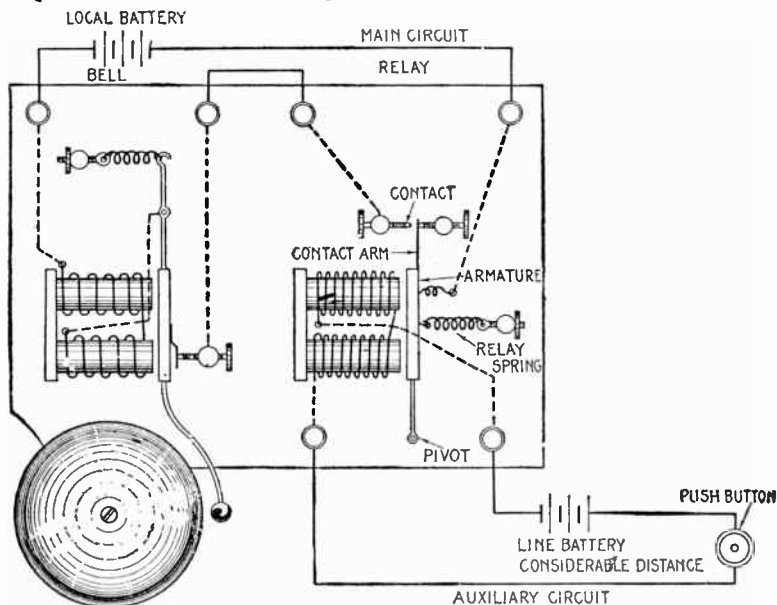 LOCAL BATTERY
MAIN CIRCUIT
BELL
RELAY
CONTACT
CONTACT ARM
ARMATURE
RELAY
SPRING
PIVOT
PUSH BUTTON
LINE BATTERY
CONSIDERABLE DISTANCE
AUXILIARY CIRCUIT